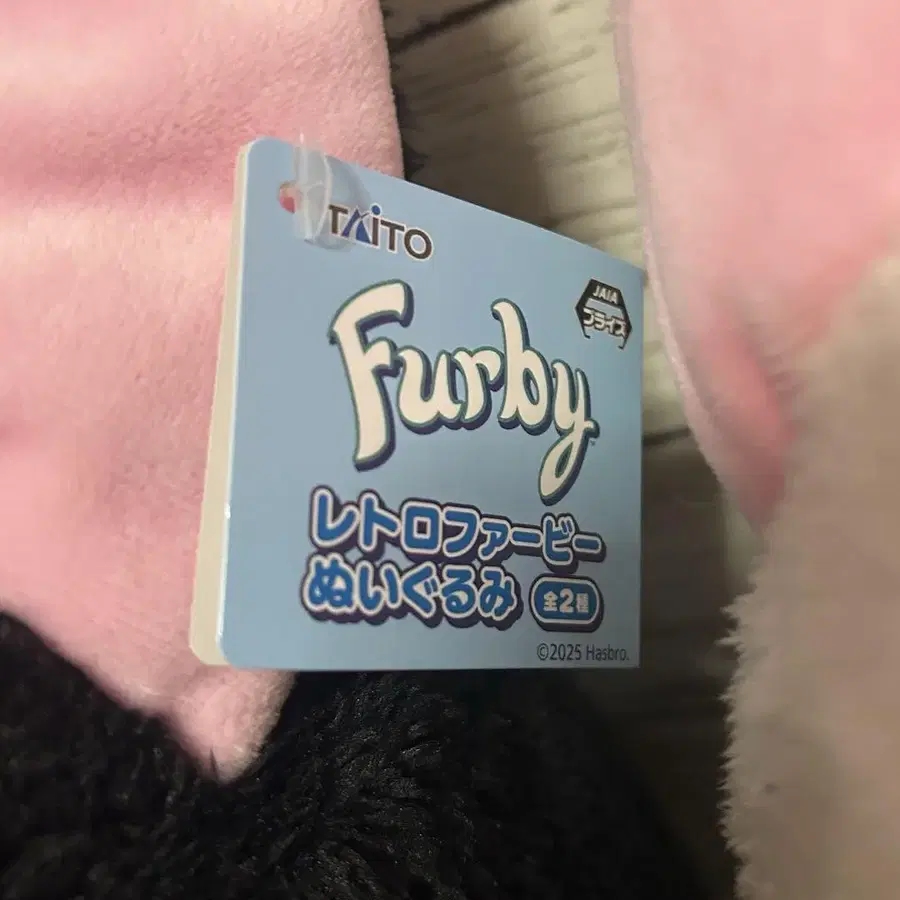 TAITO
JAIA
プライズ
Furby™
レトロファービー
ぬいぐるみ 全2種
©2025 Hasbro.